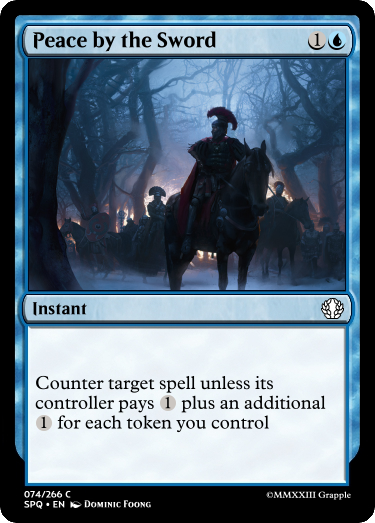 Peace by the Sword 1
Instant
Counter target spell unless its
controller pays 1 plus an additional
1 for each token you control
074/266 C
SPQ • EN Dominic Foong
©MMXXIII Grapple